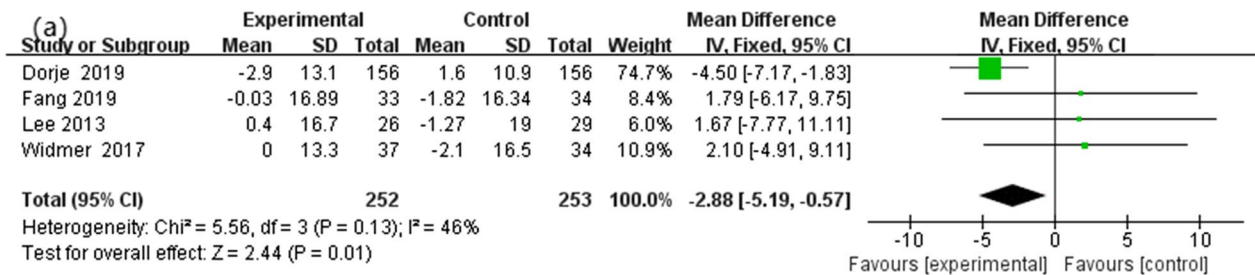 (a)
Experimental Control Mean Difference Mean Difference
Study or Subgroup Mean SD Total Mean SD Total Weight IV, Fixed, 95% CI IV, Fixed, 95% CI
Dorje 2019 -2.9 13.1 156 1.6 10.9 156 74.7% -4.50 [-7.17, -1.83]
Fang 2019 -0.03 16.89 33 -1.82 16.34 34 8.4% 1.79 [-6.17, 9.75]
Lee 2013 0.4 16.7 26 -1.27 19 29 6.0% 1.67 [-7.77, 11.11]
Widmer 2017 0 13.3 37 -2.1 16.5 34 10.9% 2.10 [-4.91, 9.11]
Total (95% CI) 252 253 100.0% -2.88 [-5.19, -0.57]
Heterogeneity: Chi² = 5.56, df = 3 (P = 0.13); I² = 46%
Test for overall effect: Z = 2.44 (P = 0.01)
-10 -5 0 5 10
Favours [experimental] Favours [control]